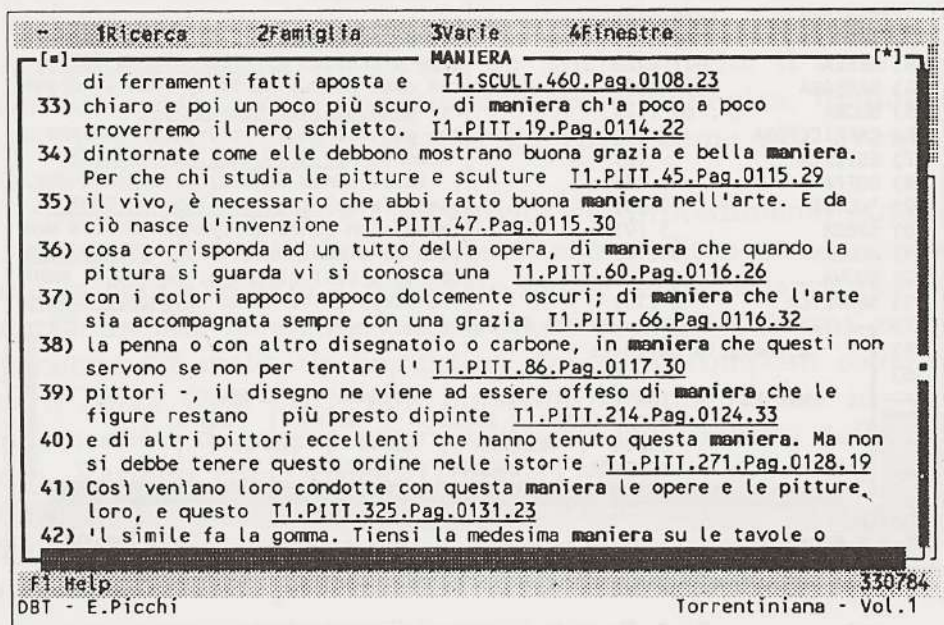 1Ricerca 2Famiglia 3Varie 4Finestre
[■] MANIERA [*]
di ferramenti fatti aposta e T1.SCULT.460.Pag.0108.23
33) chiaro e poi un poco più scuro, di maniera ch'a poco a poco
troverremo il nero schietto. T1.PITT.19.Pag.0114.22
34) dintornate come elle debbono mostrano buona grazia e bella maniera.
Per che chi studia le pitture e sculture T1.PITT.45.Pag.0115.29
35) il vivo, è necessario che abbi fatto buona maniera nell'arte. E da
ciò nasce l'invenzione T1.PITT.47.Pag.0115.30
36) cosa corrisponda ad un tutto della opera, di maniera che quando la
pittura si guarda vi si conosca una T1.PITT.60.Pag.0116.26
37) con i colori appoco appoco dolcemente oscuri; di maniera che l'arte
sia accompagnata sempre con una grazia T1.PITT.66.Pag.0116.32
38) la penna o con altro disegnatoio o carbone, in maniera che questi non
servono se non per tentare l' T1.PITT.86.Pag.0117.30
39) pittori -, il disegno ne viene ad essere offeso di maniera che le
figure restano più presto dipinte T1.PITT.214.Pag.0124.33
40) e di altri pittori eccellenti che hanno tenuto questa maniera. Ma non
si debbe tenere questo ordine nelle istorie T1.PITT.271.Pag.0128.19
41) Così venìano loro condotte con questa maniera le opere e le pitture
loro, e questo T1.PITT.325.Pag.0131.23
42) 'l simile fa la gomma. Tiensi la medesima maniera su le tavole o
F1 Help 330784
DBT - E.Picchi Torrentiniana - Vol.1